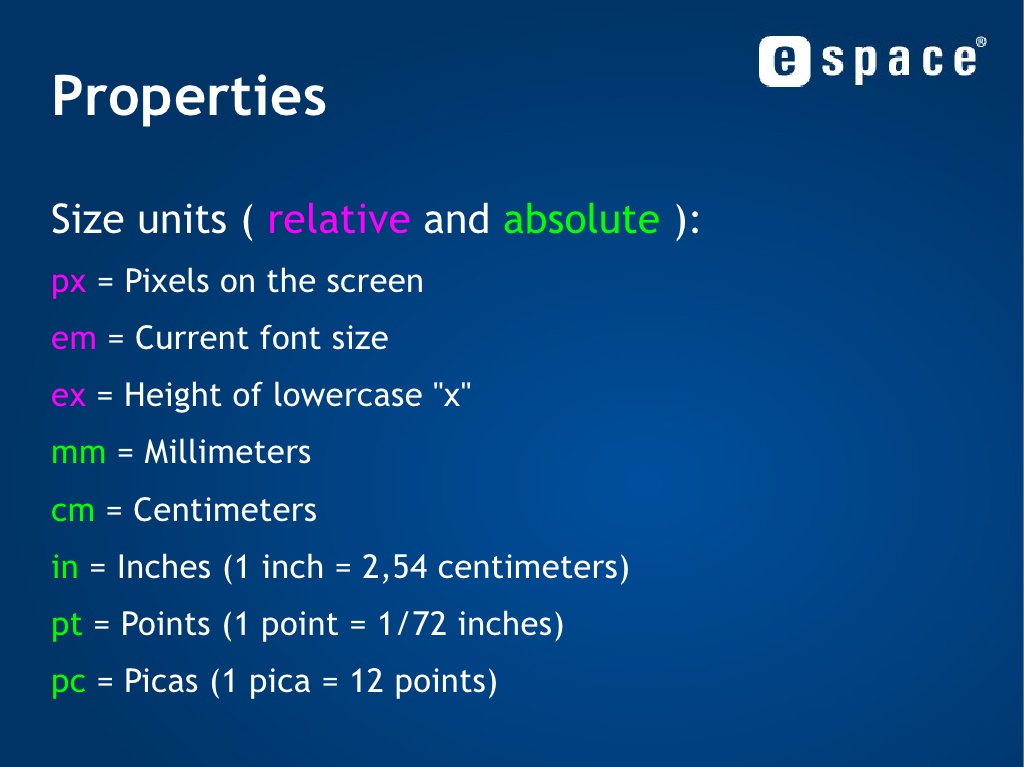 e space®
Properties
Size units ( relative and absolute ):
px = Pixels on the screen
em = Current font size
ex = Height of lowercase "x"
mm = Millimeters
cm = Centimeters
in = Inches (1 inch = 2,54 centimeters)
pt = Points (1 point = 1/72 inches)
pc = Picas (1 pica = 12 points)